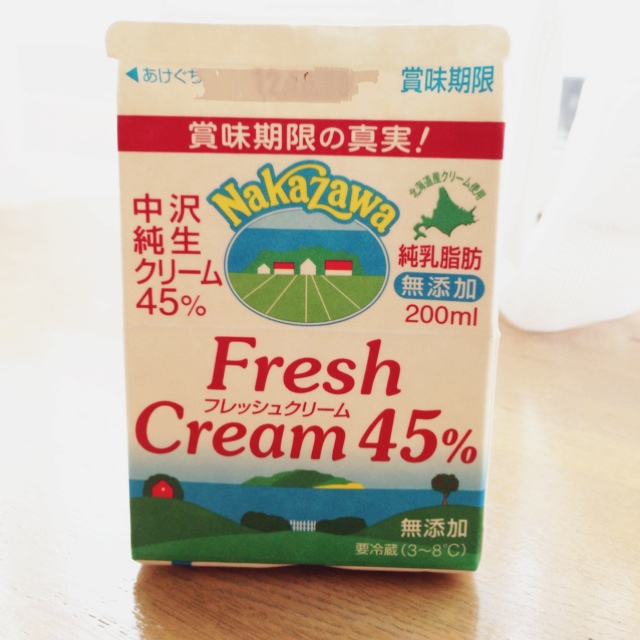 ◀あけぐち
賞味期限
賞味期限の真実!
Nakazawa
北海道産クリーム使用
中沢
純生
クリーム
45%
純乳脂肪
無添加
200ml
Fresh
フレッシュクリーム
Cream 45%
無添加
要冷蔵(3~8℃)